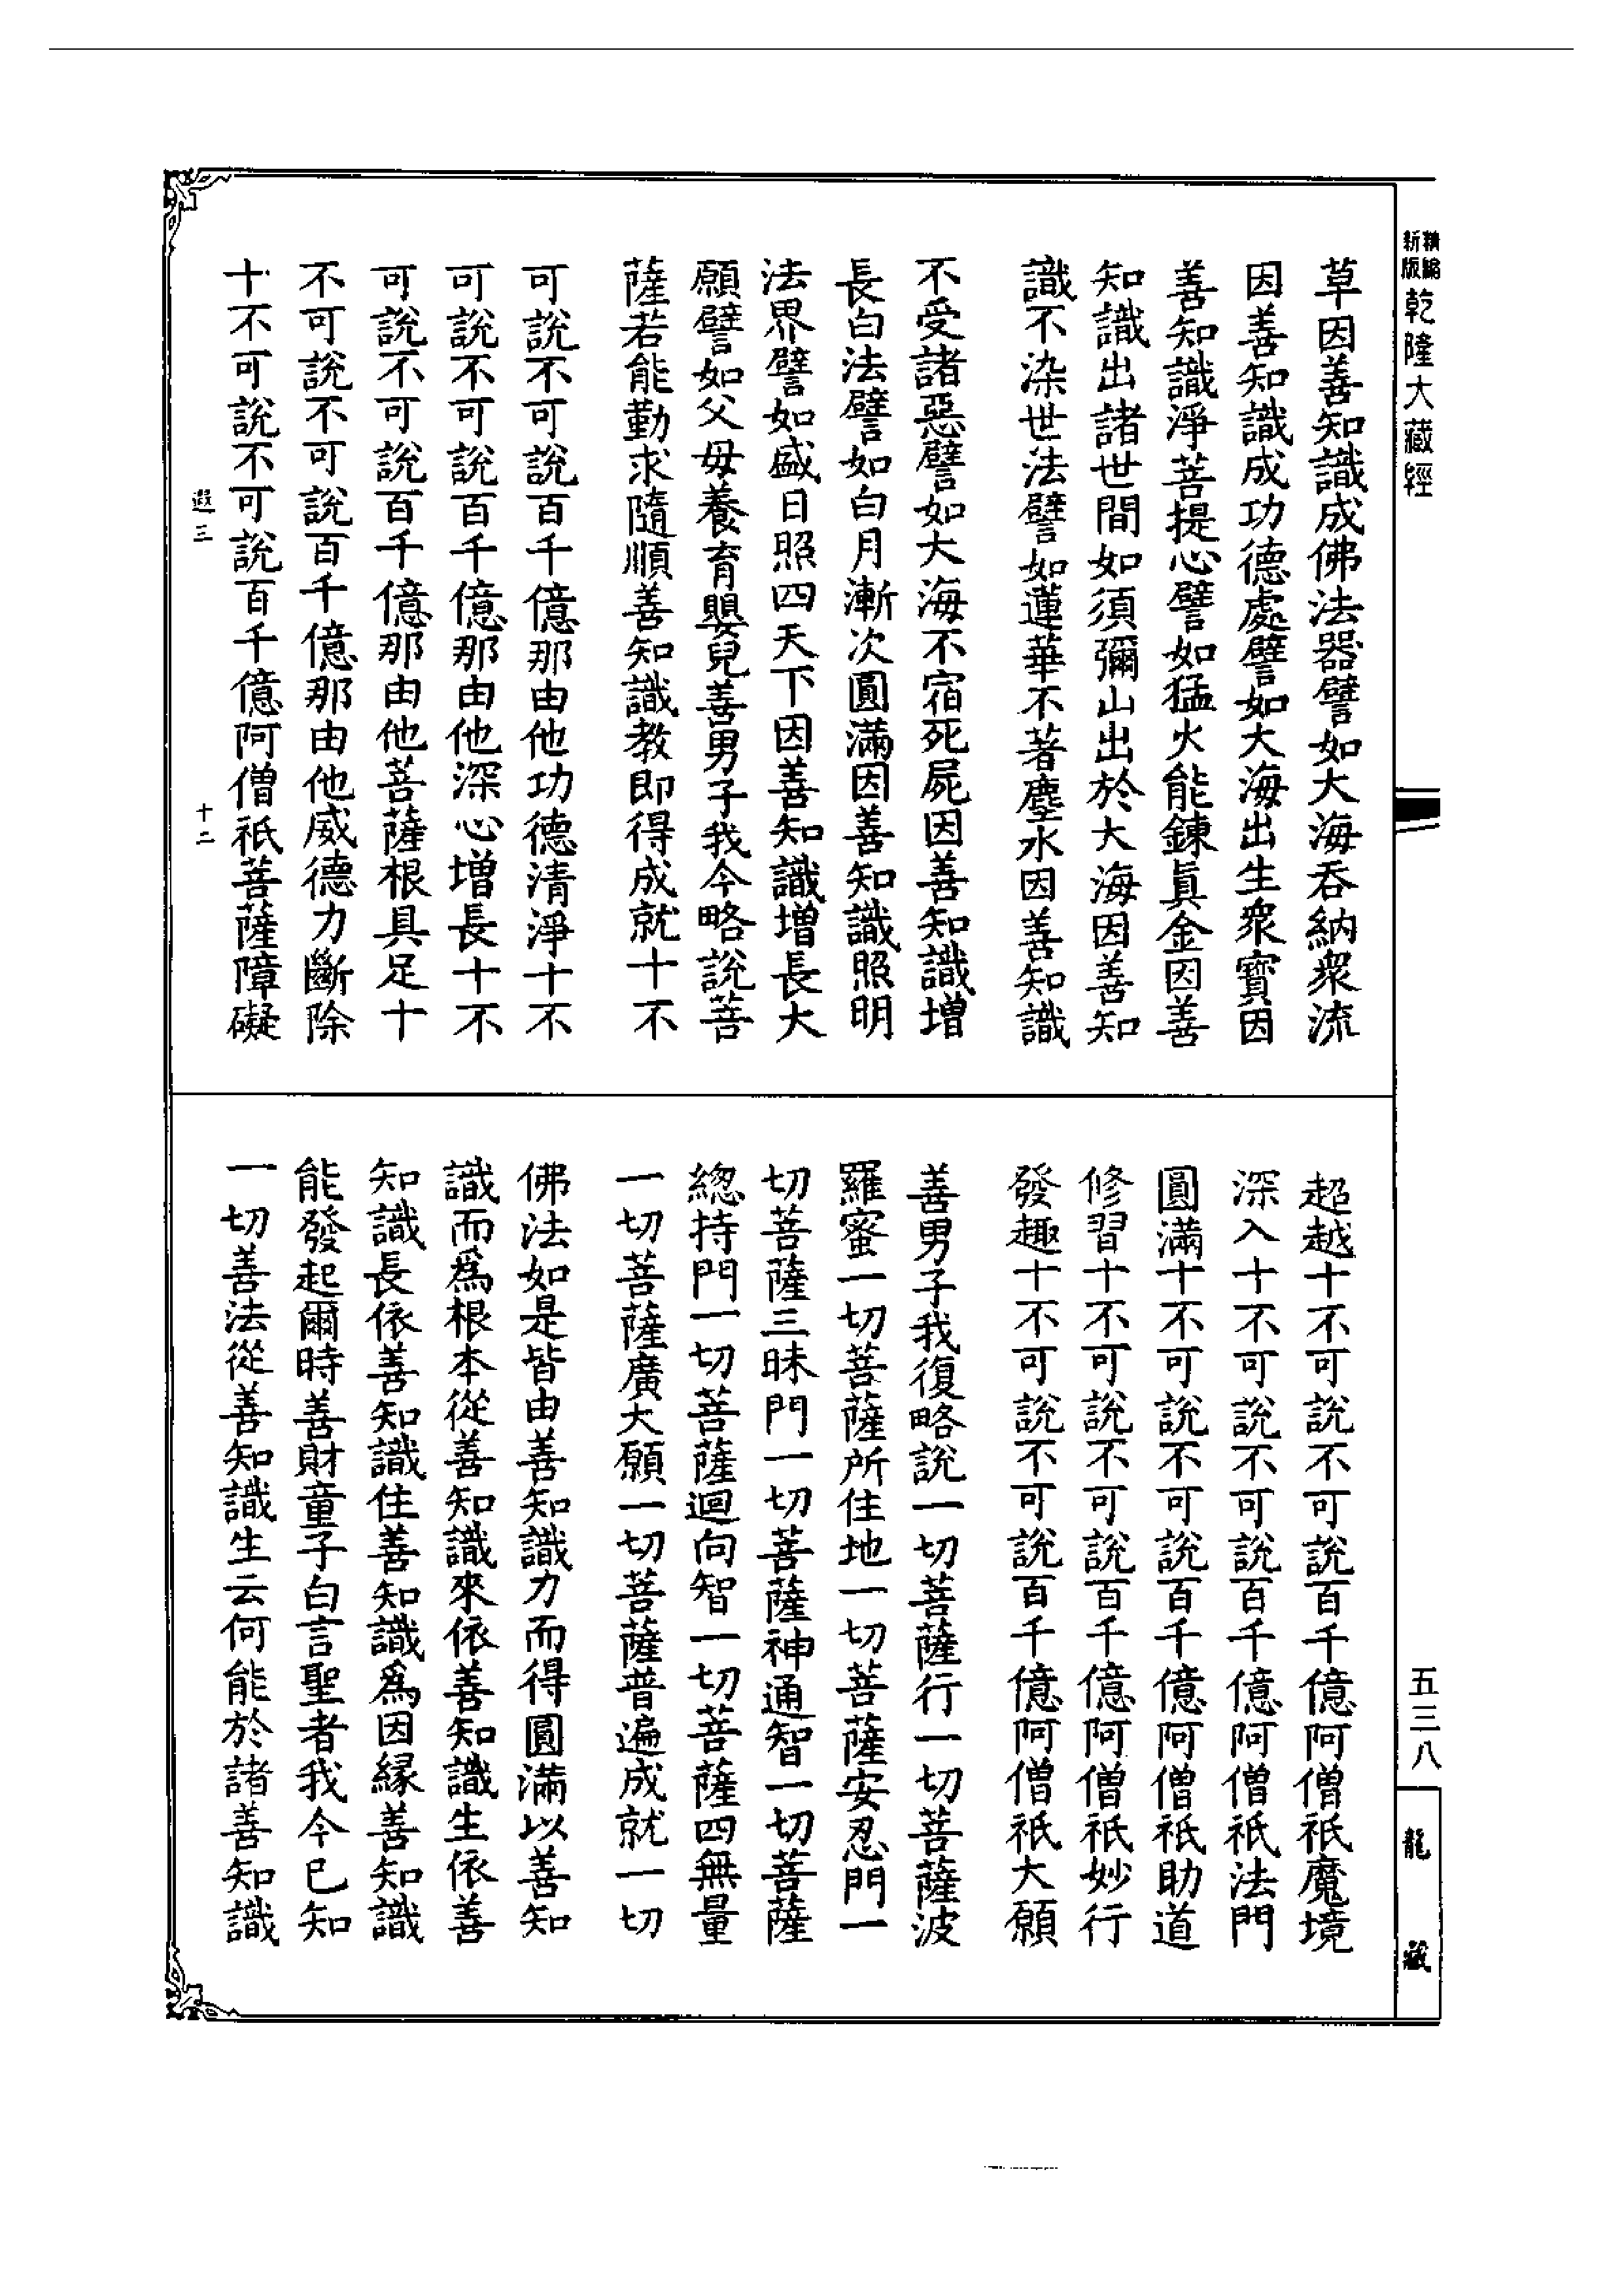 精編
新版
乾隆大藏經
草因善知識成佛法器譬如大海吞納衆流
因善知識成功德處譬如大海出生衆寳因
善知識淨菩提心譬如猛火能鍊眞金因善
知識出諸世間如須彌山出於大海因善知
識不染世法譬如蓮華不著塵水因善知識
不受諸惡譬如大海不宿死屍因善知識增
長白法譬如白月漸次圓滿因善知識照明
法界譬如盛日照四天下因善知識增長大
願譬如父母養育嬰兒善男子我今略說菩
薩若能勤求隨順善知識教即得成就十不
可說不可說百千億那由他功德清淨十不
可說不可說百千億那由他深心增長十不
可說不可說百千億那由他菩薩根具足十
不可說不可說百千億那由他威德力斷除
十不可說不可說百千億阿僧祇菩薩障礙
遐三
十二
超越十不可說不可說百千億阿僧祇魔境
深入十不可說不可說百千億阿僧祇法門
圓滿十不可說不可說百千億阿僧祇助道
修習十不可說不可說百千億阿僧祇妙行
發趣十不可說不可說百千億阿僧祇大願
善男子我復略說一切菩薩行一切菩薩波
羅蜜一切菩薩所住地一切菩薩安忍門一
切菩薩三昧門一切菩薩神通智一切菩薩
總持門一切菩薩迴向智一切菩薩四無量
一切菩薩廣大願一切菩薩普遍成就一切
佛法如是皆由善知識力而得圓滿以善知
識而爲根本從善知識來依善知識生依善
知識長依善知識住善知識爲因緣善知識
能發起爾時善財童子白言聖者我今已知
一切善法從善知識生云何能於諸善知識
五三八
龍藏